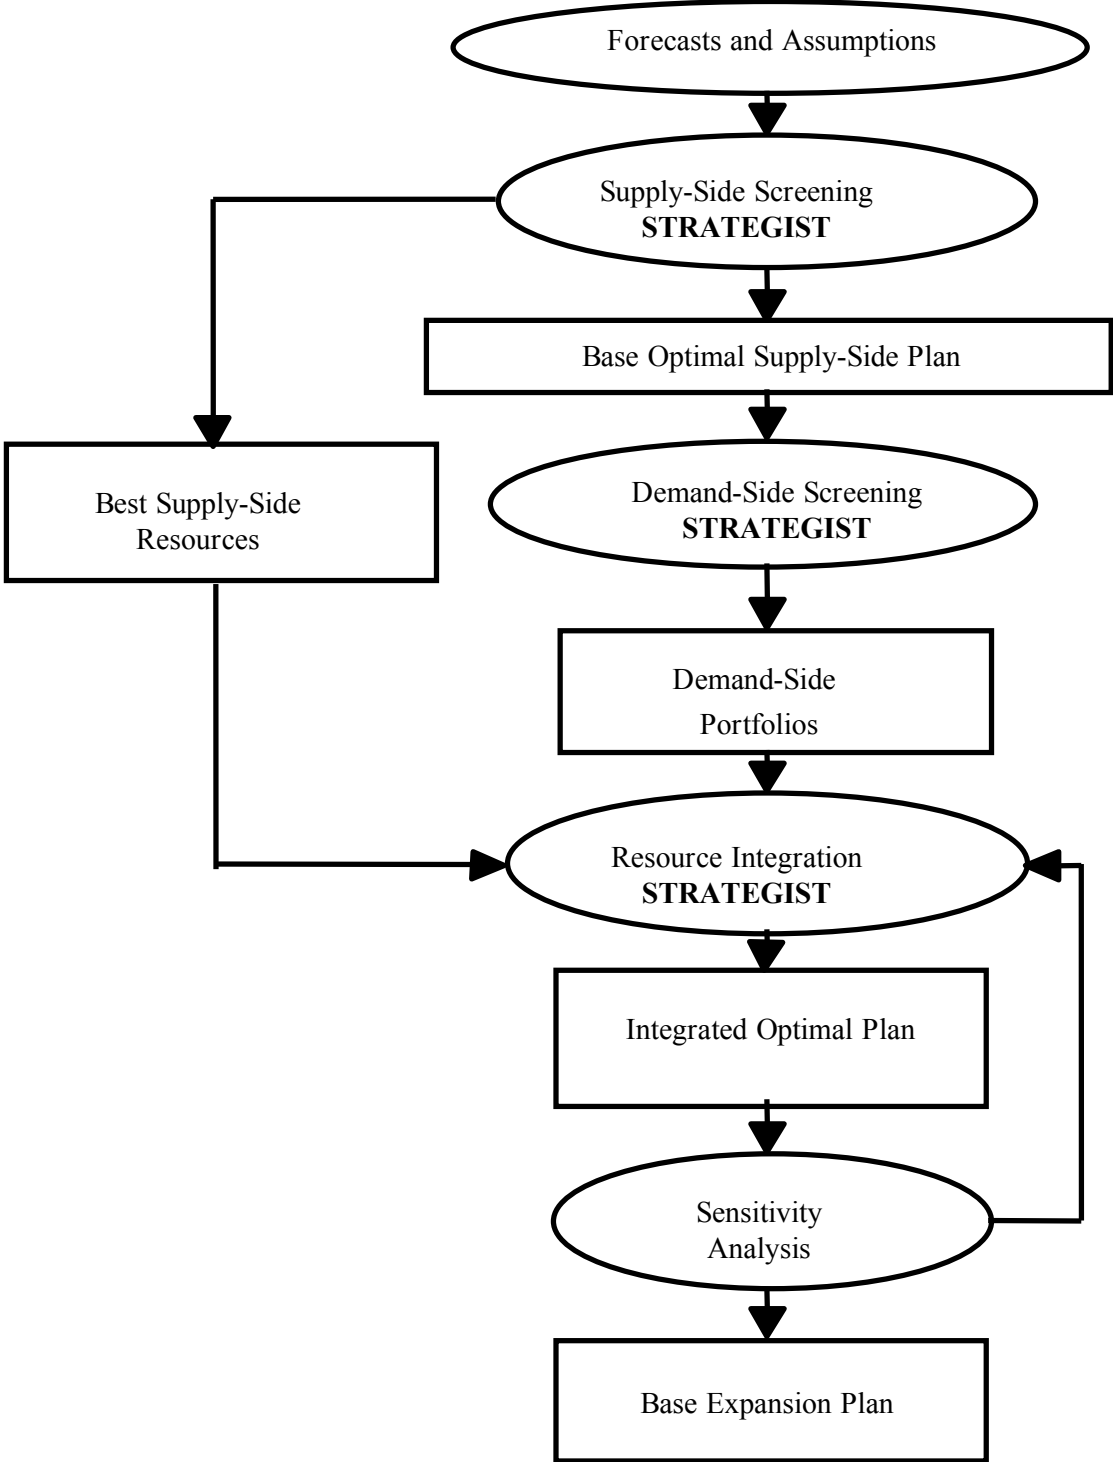 Forecasts and Assumptions
Supply-Side Screening
STRATEGIST
Base Optimal Supply-Side Plan
Best Supply-Side
Resources
Demand-Side Screening
STRATEGIST
Demand-Side
Portfolios
Resource Integration
STRATEGIST
Integrated Optimal Plan
Sensitivity
Analysis
Base Expansion Plan